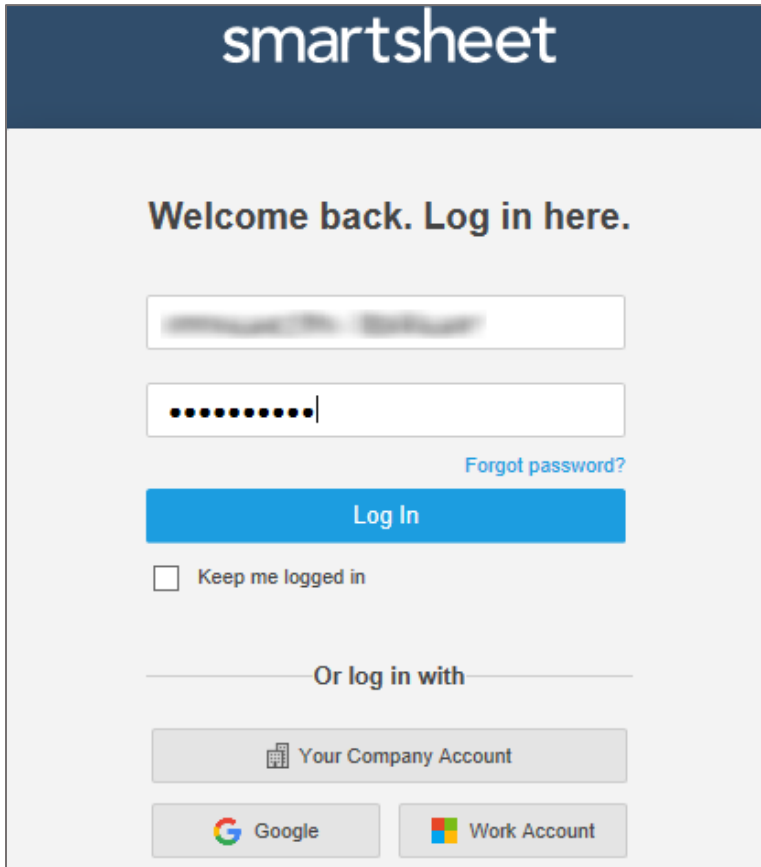 smartsheet
Welcome back. Log in here.
••••••••••
Forgot password?
Log In
Keep me logged in
Or log in with
Your Company Account
Google
Work Account